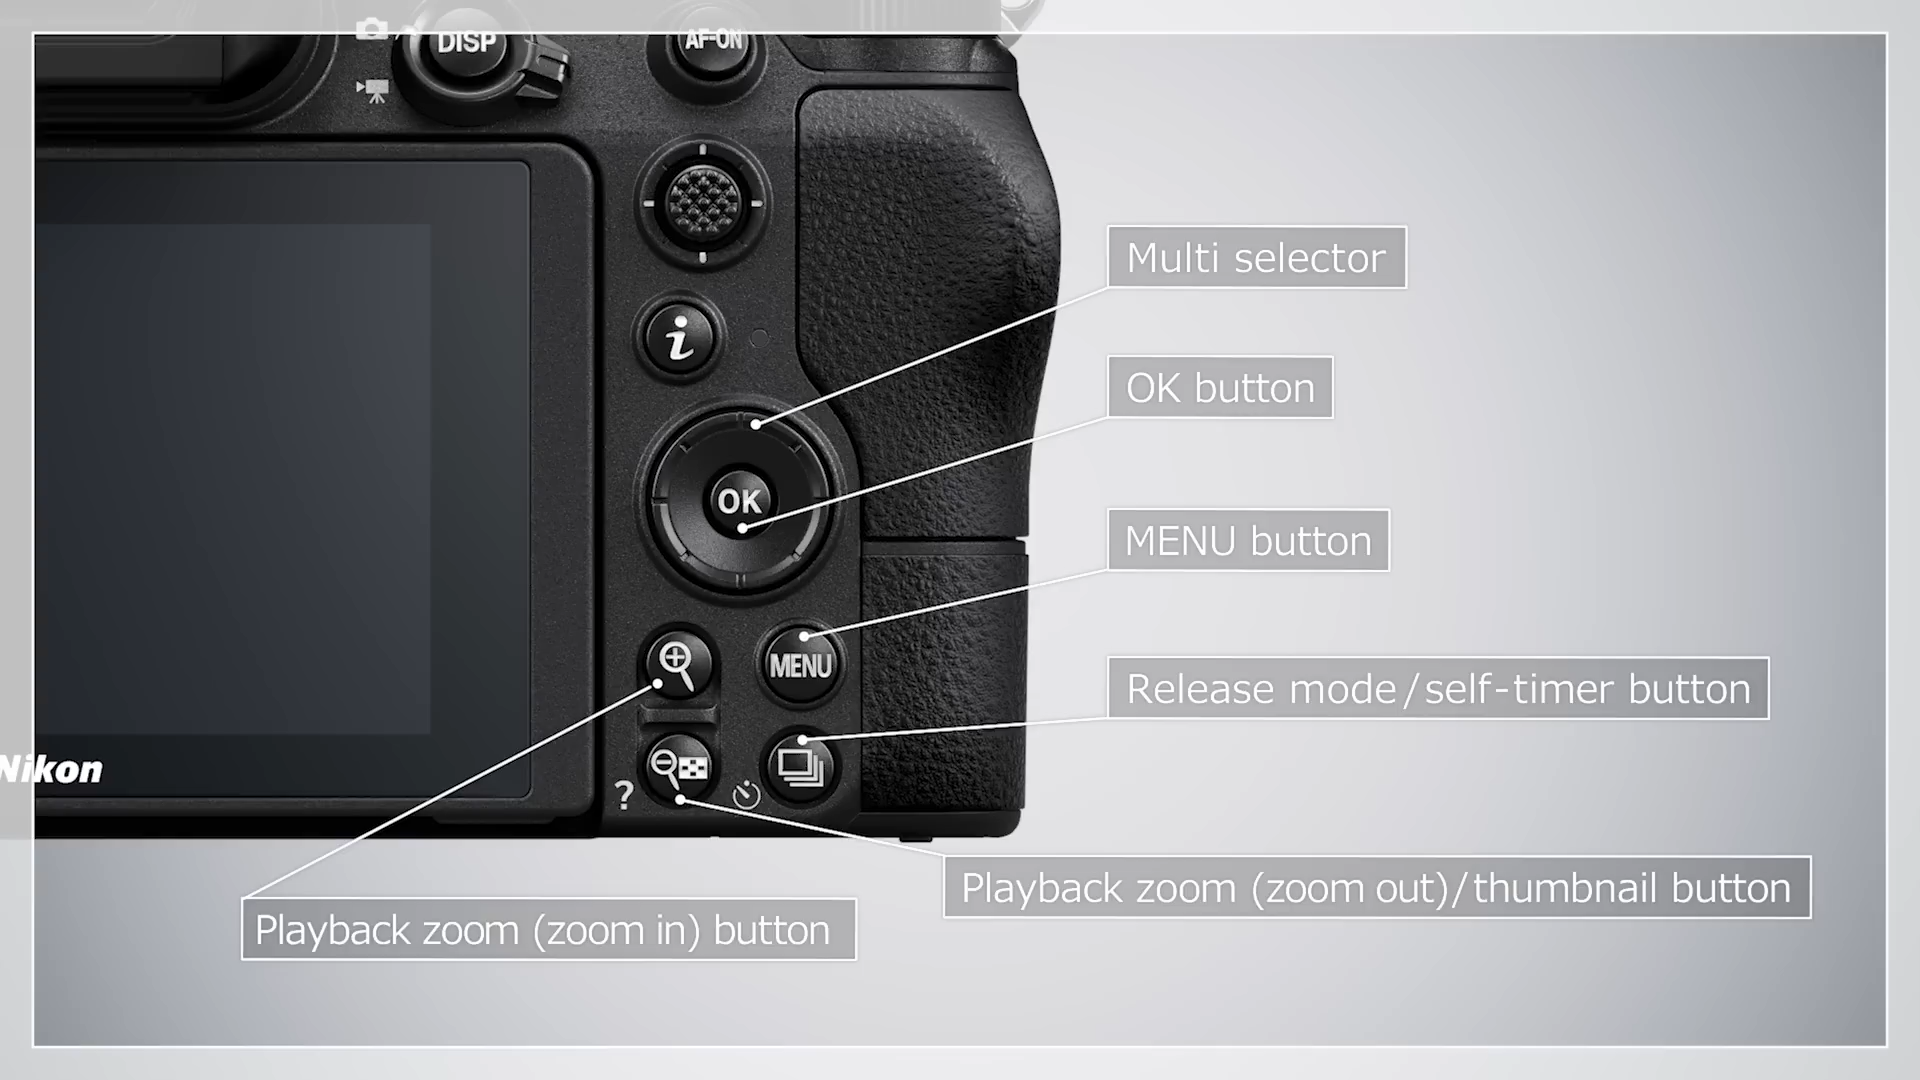 DISP
AF-ON
i
Multi selector
OK button
OK
MENU button
MENU
Release mode/self-timer button
Nikon
?
Playback zoom (zoom out)/thumbnail button
Playback zoom (zoom in) button